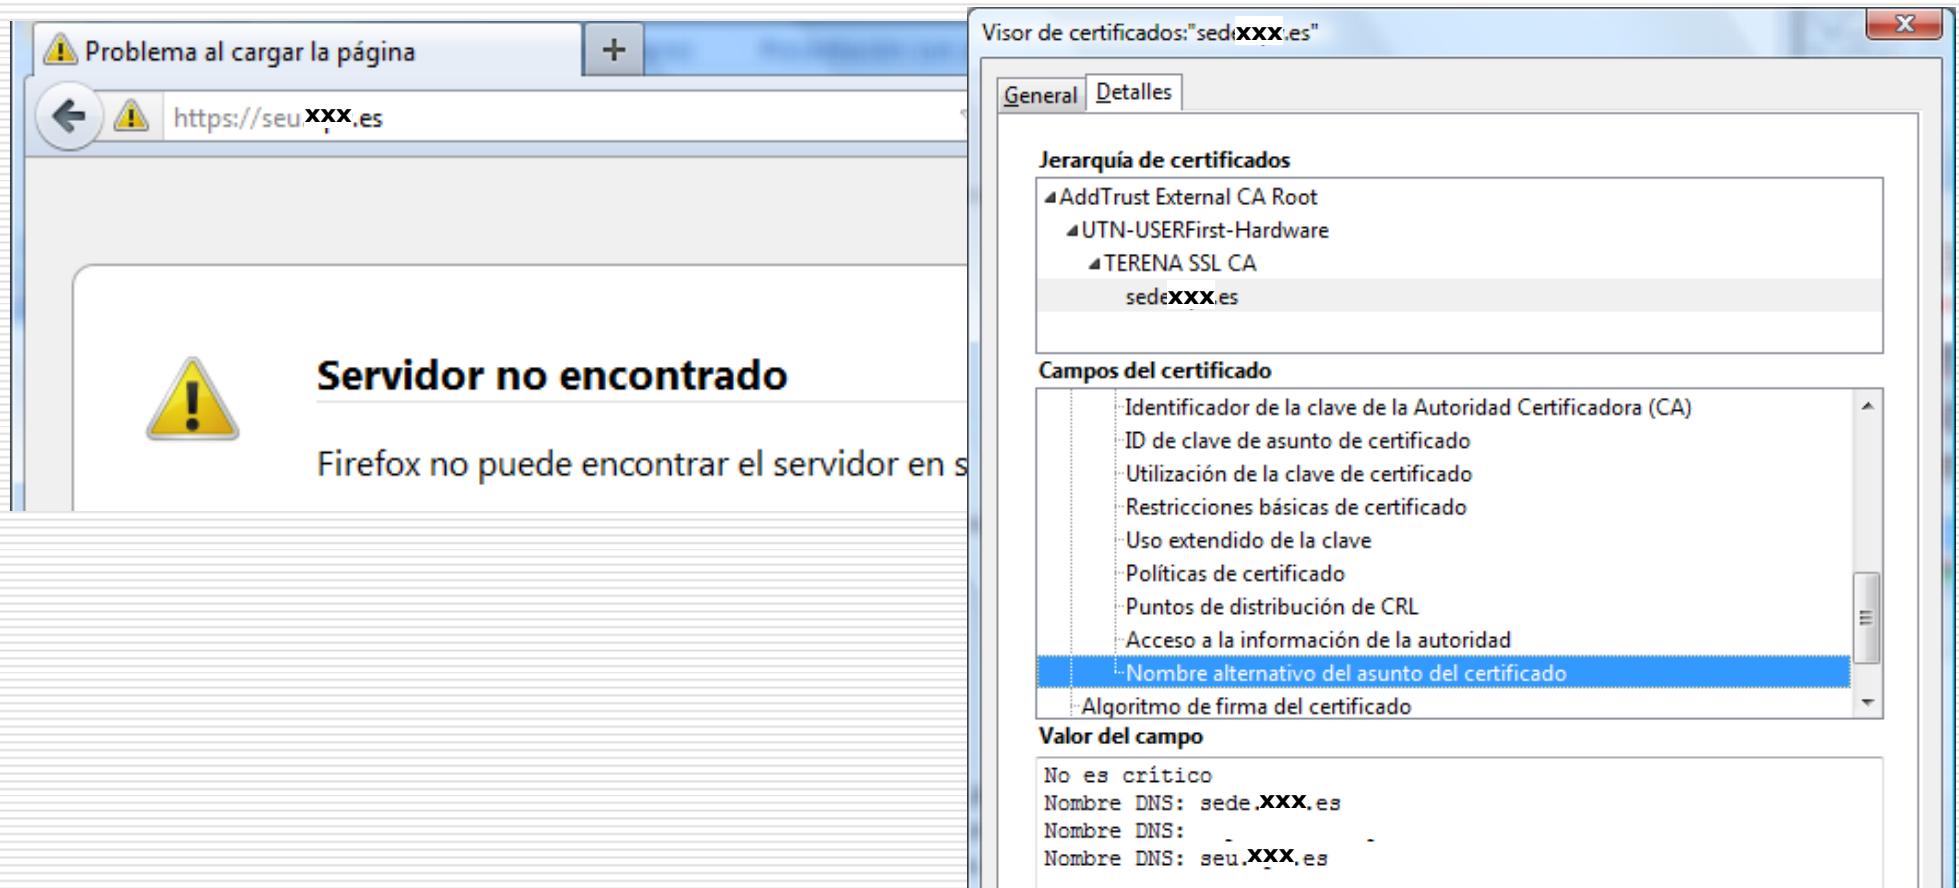 Problema al cargar la página
+
https://seu.xxx.es
Servidor no encontrado
Firefox no puede encontrar el servidor en s
Visor de certificados:"sedexxx.es"
X
General
Detalles
Jerarquía de certificados
AddTrust External CA Root
UTN-USERFirst-Hardware
TERENA SSL CA
sedexxx.es
Campos del certificado
Identificador de la clave de la Autoridad Certificadora (CA)
ID de clave de asunto de certificado
Utilización de la clave de certificado
Restricciones básicas de certificado
Uso extendido de la clave
Políticas de certificado
Puntos de distribución de CRL
Acceso a la información de la autoridad
Nombre alternativo del asunto del certificado
Algoritmo de firma del certificado
Valor del campo
No es crítico
Nombre DNS: sede.xxx.es
Nombre DNS:
Nombre DNS: seu.xxx.es